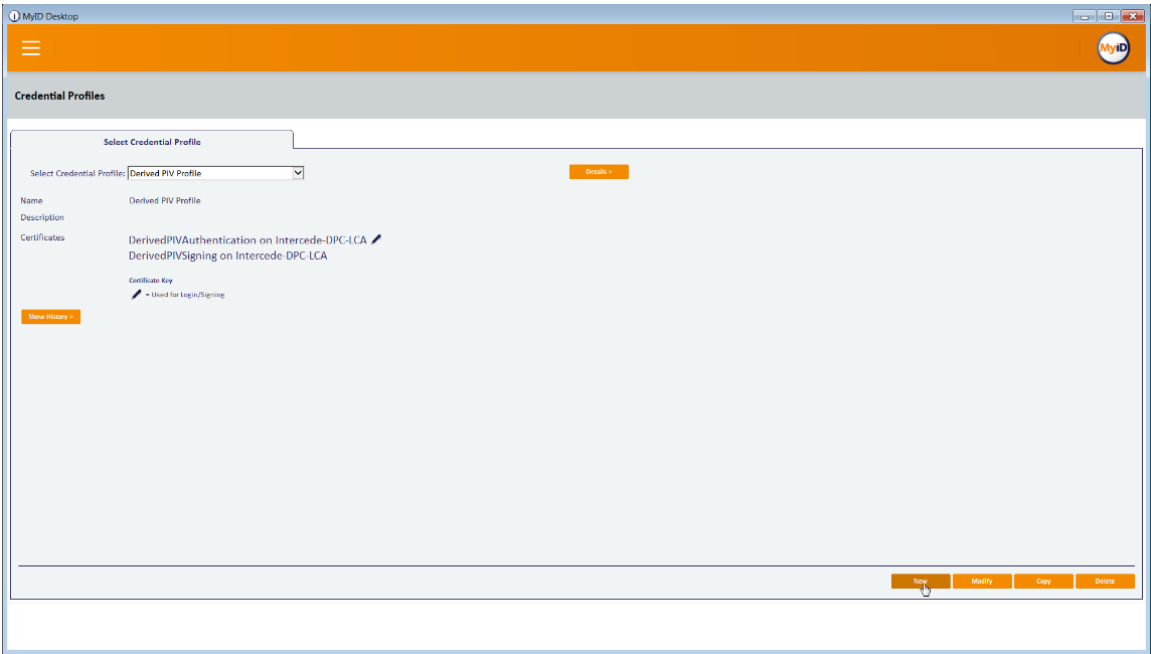 MyID Desktop
MyID
Credential Profiles
Select Credential Profile
Select Credential Profile: Derived PIV Profile
Details >
Name Derived PIV Profile
Description
Certificates DerivedPIVAuthentication on Intercede-DPC-LCA
DerivedPIVSigning on Intercede-DPC-LCA
Certificate Key
= Used for Login/Signing
Show History >
New Modify Copy Delete